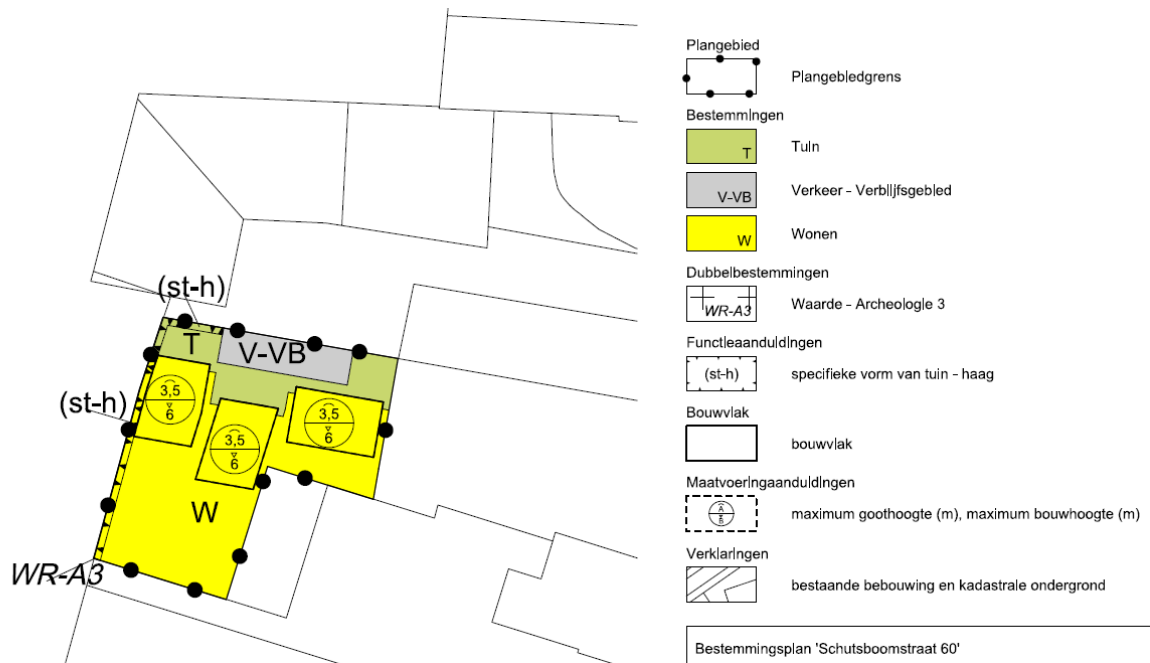 (st-h)
T
V-VB
3,5
6
3,5
6
3,5
6
(st-h)
W
WR-A3
Plangebied
Plangebiedgrens
Bestemmingen
T
Tuin
V-VB
Verkeer - Verblijfsgebied
W
Wonen
Dubbelbestemmingen
WR-A3
Waarde - Archeologie 3
Functieaanduidingen
(st-h)
specifieke vorm van tuin - haag
Bouwvlak
bouwvlak
Maatvoeringaanduidingen
A
B
maximum goothoogte (m), maximum bouwhoogte (m)
Verklaringen
bestaande bebouwing en kadastrale ondergrond
Bestemmingsplan 'Schutsboomstraat 60'